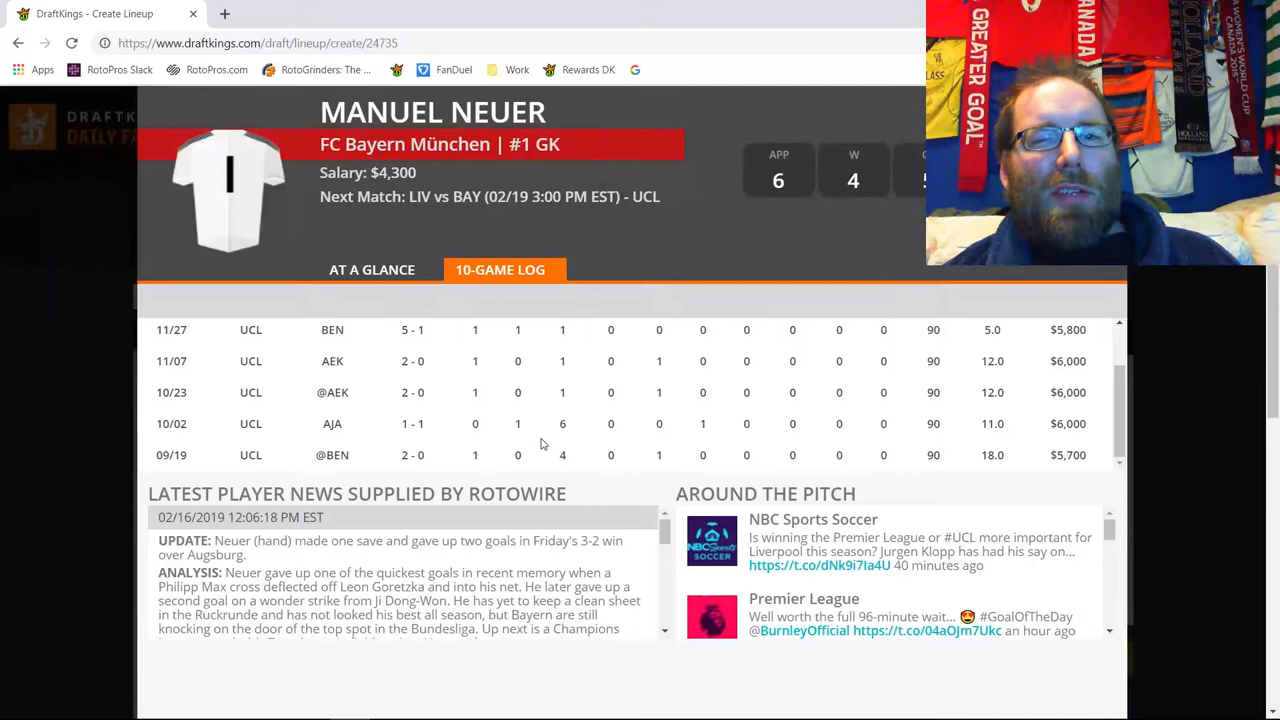 DraftKings - Create Lineup
https://www.draftkings.com/draft/lineup/create/24735
Apps RotoPros Slack RotoPros.com RotoGrinders: The ... FanDuel Work Rewards DK
MANUEL NEUER
FC Bayern München | #1 GK
Salary: $4,300
Next Match: LIV vs BAY (02/19 3:00 PM EST) - UCL
APP W
6 4
AT A GLANCE 10-GAME LOG
11/27 UCL BEN 5 - 1 1 1 1 0 0 0 0 0 0 0 90 5.0 $5,800
11/07 UCL AEK 2 - 0 1 0 1 0 1 0 0 0 0 0 90 12.0 $6,000
10/23 UCL @AEK 2 - 0 1 0 1 0 1 0 0 0 0 0 90 12.0 $6,000
10/02 UCL AJA 1 - 1 0 1 6 0 0 1 0 0 0 0 90 11.0 $6,000
09/19 UCL @BEN 2 - 0 1 0 4 0 1 0 0 0 0 0 90 18.0 $5,700
LATEST PLAYER NEWS SUPPLIED BY ROTOWIRE
02/16/2019 12:06:18 PM EST
UPDATE: Neuer (hand) made one save and gave up two goals in Friday's 3-2 win
over Augsburg.
ANALYSIS: Neuer gave up one of the quickest goals in recent memory when a
Philipp Max cross deflected off Leon Goretzka and into his net. He later gave up a
second goal on a wonder strike from Ji Dong-Won. He has yet to keep a clean sheet
in the Ruckrunde and has not looked his best all season, but Bayern are still
knocking on the door of the top spot in the Bundesliga. Up next is a Champions
AROUND THE PITCH
NBC Sports Soccer
Is winning the Premier League or #UCL more important for
Liverpool this season? Jurgen Klopp has had his say on...
https://t.co/dNk9i7Ia4U 40 minutes ago
Premier League
Well worth the full 96-minute wait... 😍 #GoalOfTheDay
@BurnleyOfficial https://t.co/04aOJm7Ukc an hour ago
GREATER GOAL
CANADA
HOLLAND